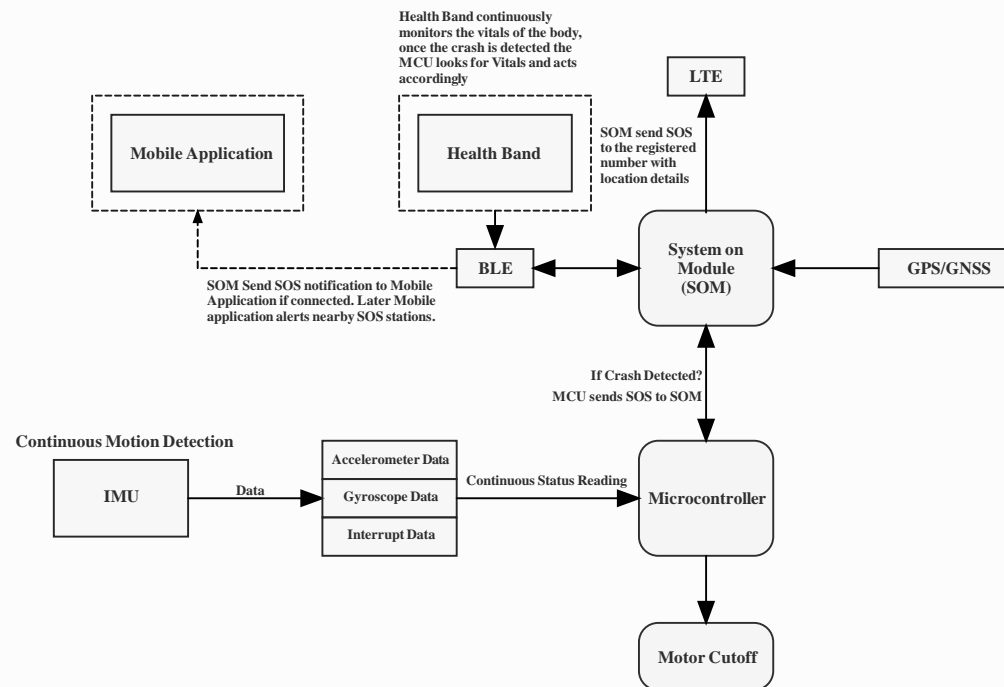 Health Band continuously
monitors the vitals of the body,
once the crash is detected the
MCU looks for Vitals and acts
accordingly
LTE
Mobile Application
Health Band
SOM send SOS
to the registered
number with
location details
BLE
System on
Module
(SOM)
GPS/GNSS
SOM Send SOS notification to Mobile
Application if connected. Later Mobile
application alerts nearby SOS stations.
If Crash Detected?
MCU sends SOS to SOM
Continuous Motion Detection
IMU
Data
Accelerometer Data
Gyroscope Data
Interrupt Data
Continuous Status Reading
Microcontroller
Motor Cutoff